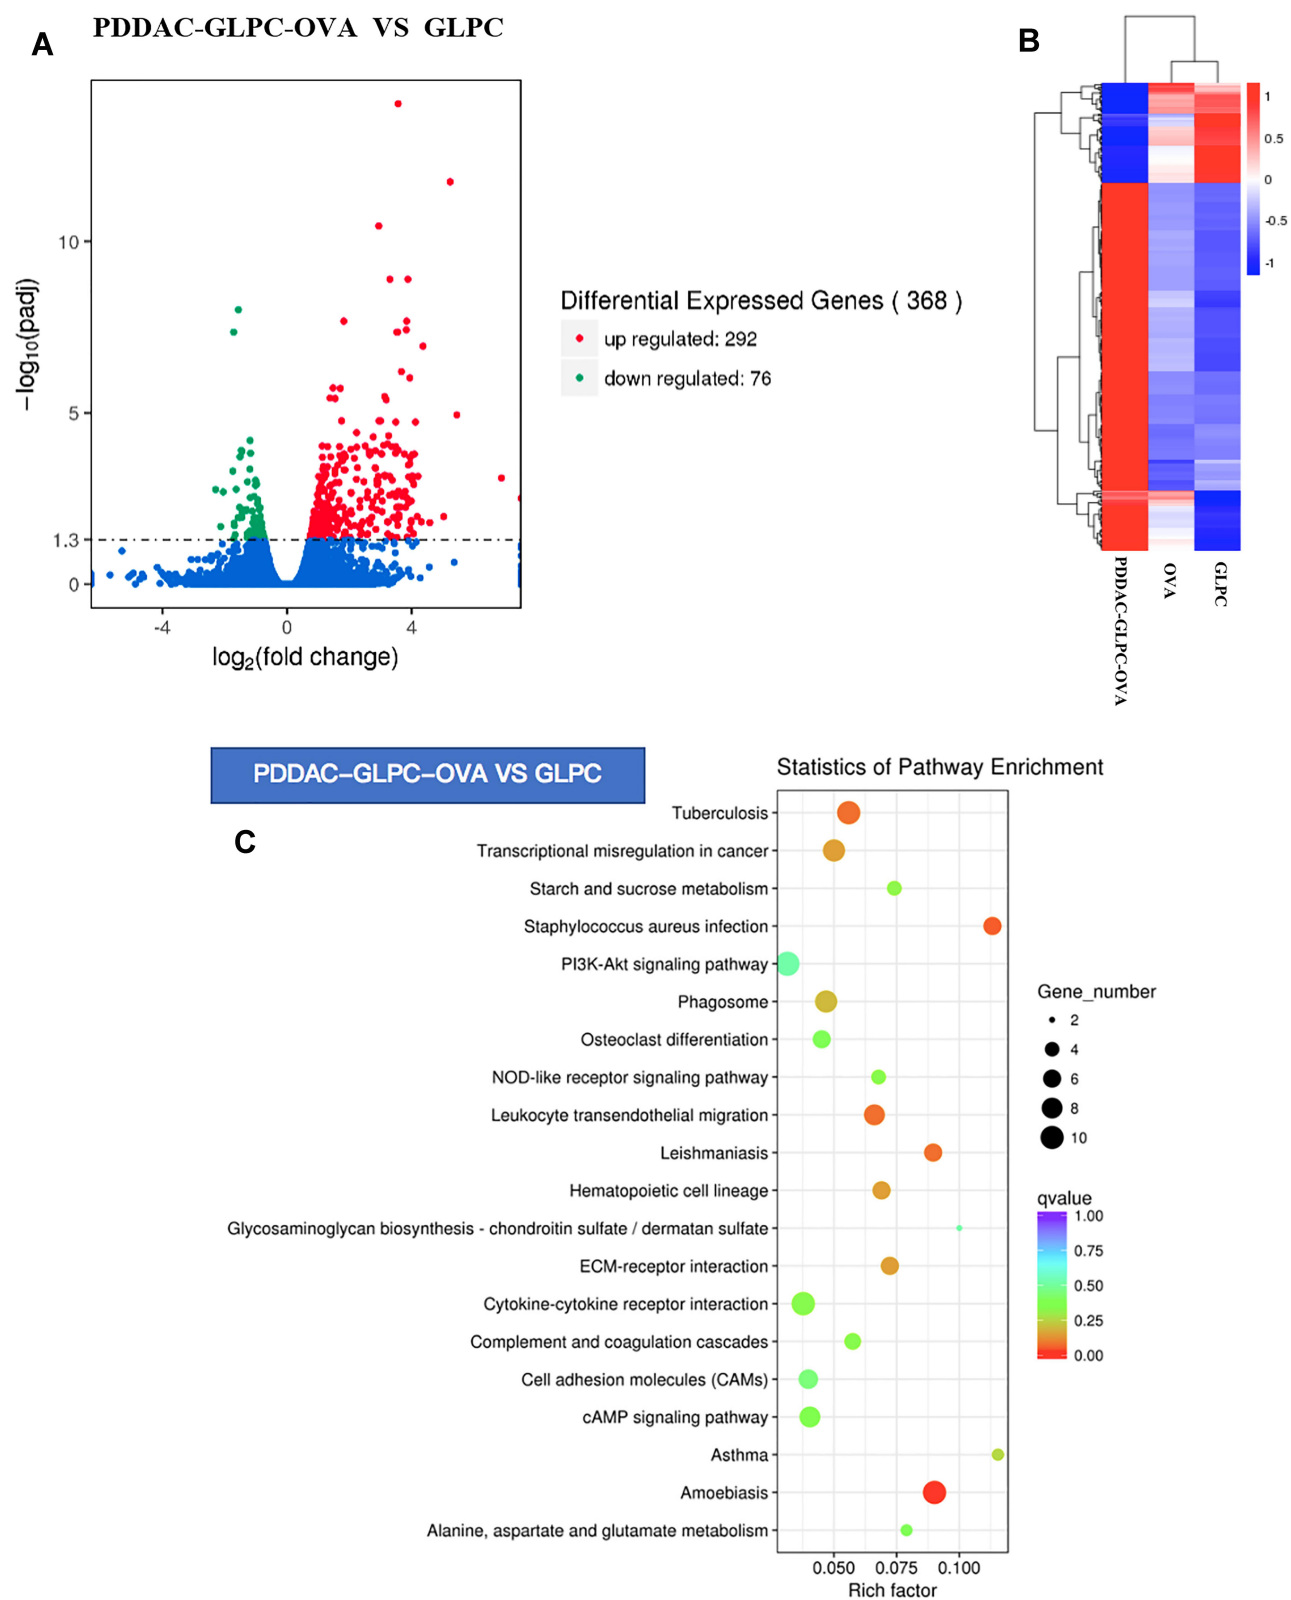 PDDAC-GLPC-OVA VS GLPC
A
B
10
5
1.3
0
-4
0
4
−log10(padj)
log2(fold change)
Differential Expressed Genes ( 368 )
up regulated: 292
down regulated: 76
1
0.5
0
-0.5
-1
PDDAC-GLPC-OVA
OVA
GLPC
PDDAC–GLPC–OVA VS GLPC
C
Statistics of Pathway Enrichment
Tuberculosis
Transcriptional misregulation in cancer
Starch and sucrose metabolism
Staphylococcus aureus infection
PI3K-Akt signaling pathway
Phagosome
Osteoclast differentiation
NOD-like receptor signaling pathway
Leukocyte transendothelial migration
Leishmaniasis
Hematopoietic cell lineage
Glycosaminoglycan biosynthesis - chondroitin sulfate / dermatan sulfate
ECM-receptor interaction
Cytokine-cytokine receptor interaction
Complement and coagulation cascades
Cell adhesion molecules (CAMs)
cAMP signaling pathway
Asthma
Amoebiasis
Alanine, aspartate and glutamate metabolism
0.050 0.075 0.100
Rich factor
Gene_number
2
4
6
8
10
qvalue
1.00
0.75
0.50
0.25
0.00